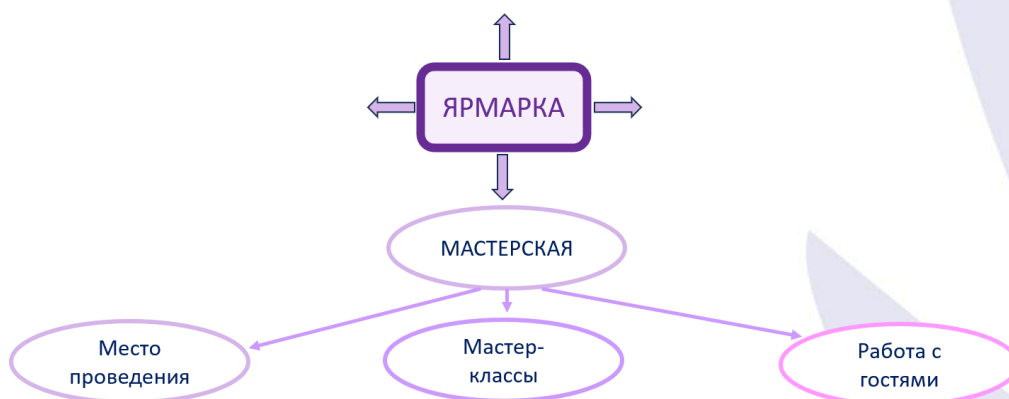 ЯРМАРКА
МАСТЕРСКАЯ
Место
проведения
Мастер-
классы
Работа с
гостями